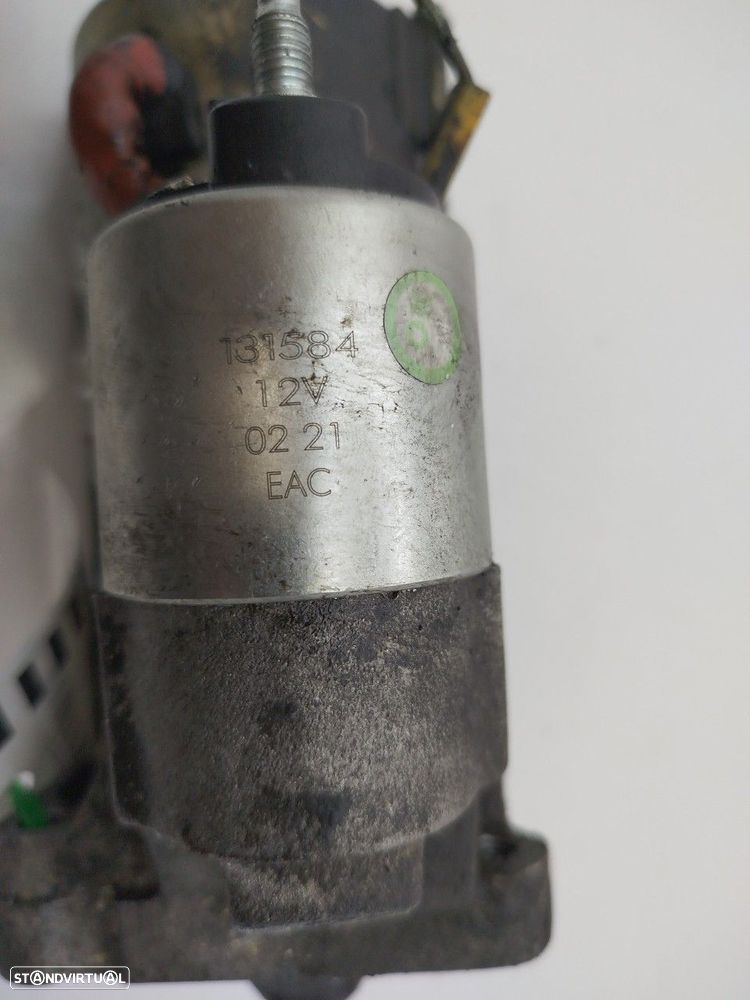 131584
12V
02 21
EAC
STANDVIRTUAL